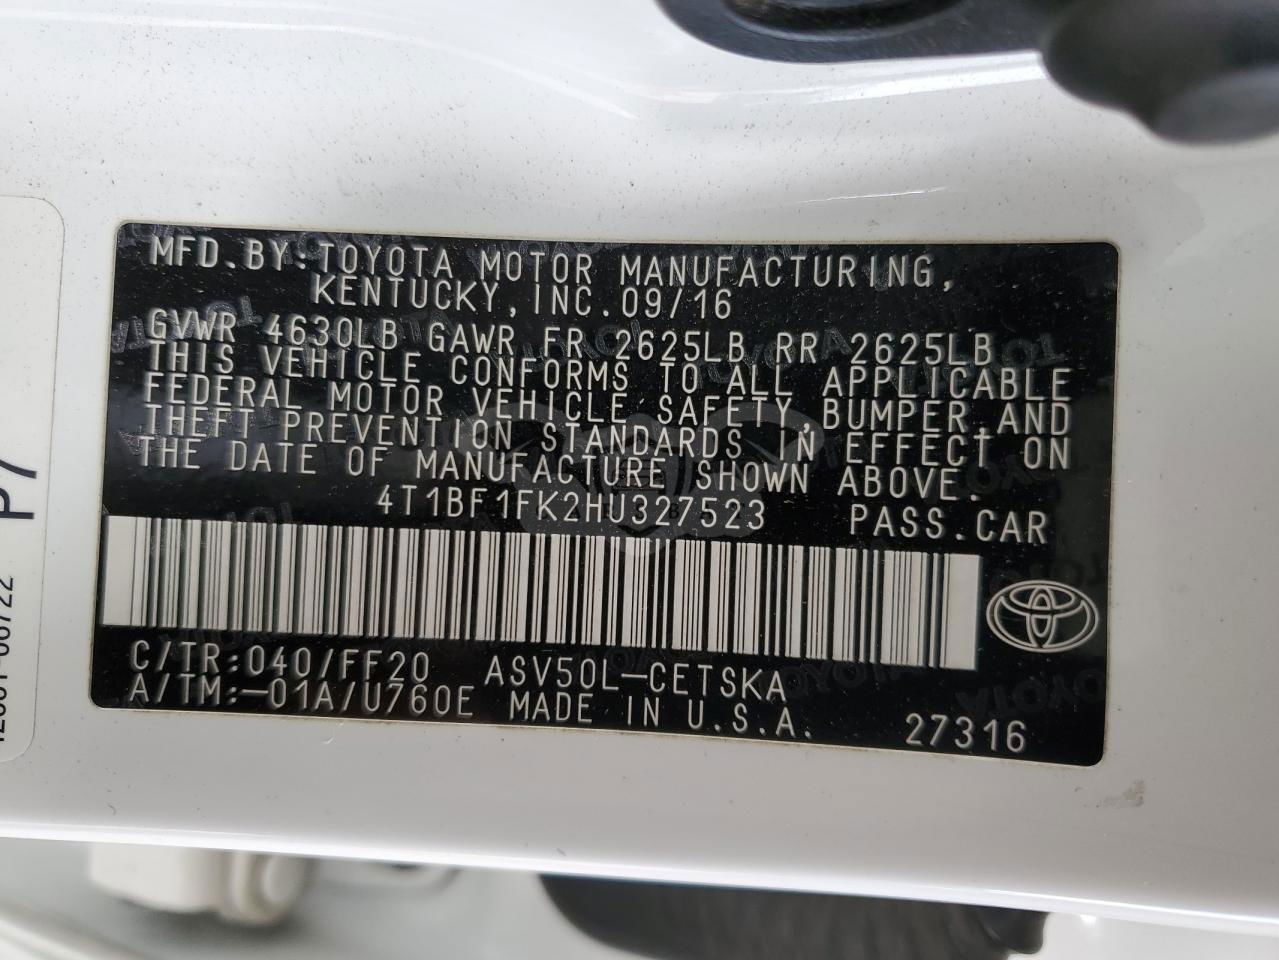 MFD.BY:TOYOTA MOTOR MANUFACTURING,
KENTUCKY,INC.09/16
GVWR 4630LB GAWR FR 2625LB RR 2625LB
THIS VEHICLE CONFORMS TO ALL APPLICABLE
FEDERAL MOTOR VEHICLE SAFETY,BUMPER,AND
THEFT PREVENTION STANDARDS IN EFFECT ON
THE DATE OF MANUFACTURE SHOWN ABOVE.
4T1BF1FK2HU327523 PASS.CAR
C/TR:040/FF20 ASV50L-CETSKA
A/TM:-01A/U760E MADE IN U.S.A. 27316
P7